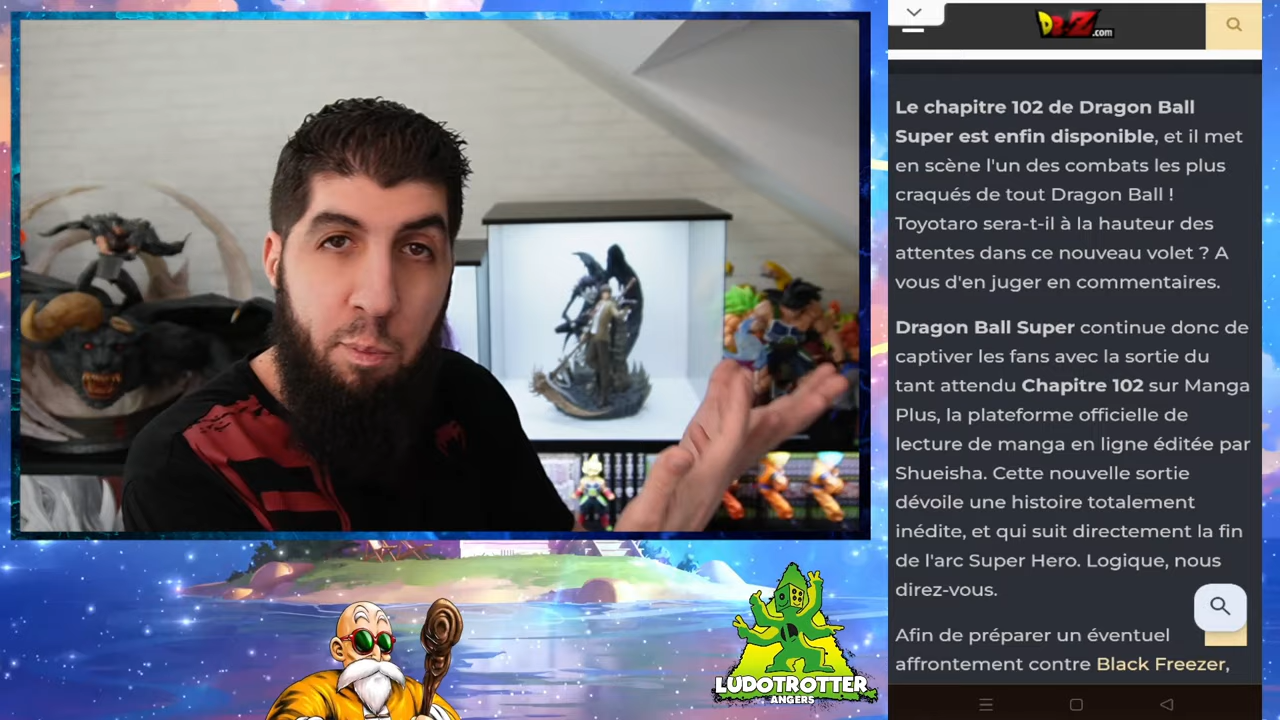 DBZ.com
Le chapitre 102 de Dragon Ball
Super est enfin disponible, et il met
en scène l'un des combats les plus
craqués de tout Dragon Ball !
Toyotaro sera-t-il à la hauteur des
attentes dans ce nouveau volet ? A
vous d'en juger en commentaires.
Dragon Ball Super continue donc de
captiver les fans avec la sortie du
tant attendu Chapitre 102 sur Manga
Plus, la plateforme officielle de
lecture de manga en ligne éditée par
Shueisha. Cette nouvelle sortie
dévoile une histoire totalement
inédite, et qui suit directement la fin
de l'arc Super Hero. Logique, nous
direz-vous.
Afin de préparer un éventuel
affrontement contre Black Freezer,
LUDOTROTTER
ANGERS